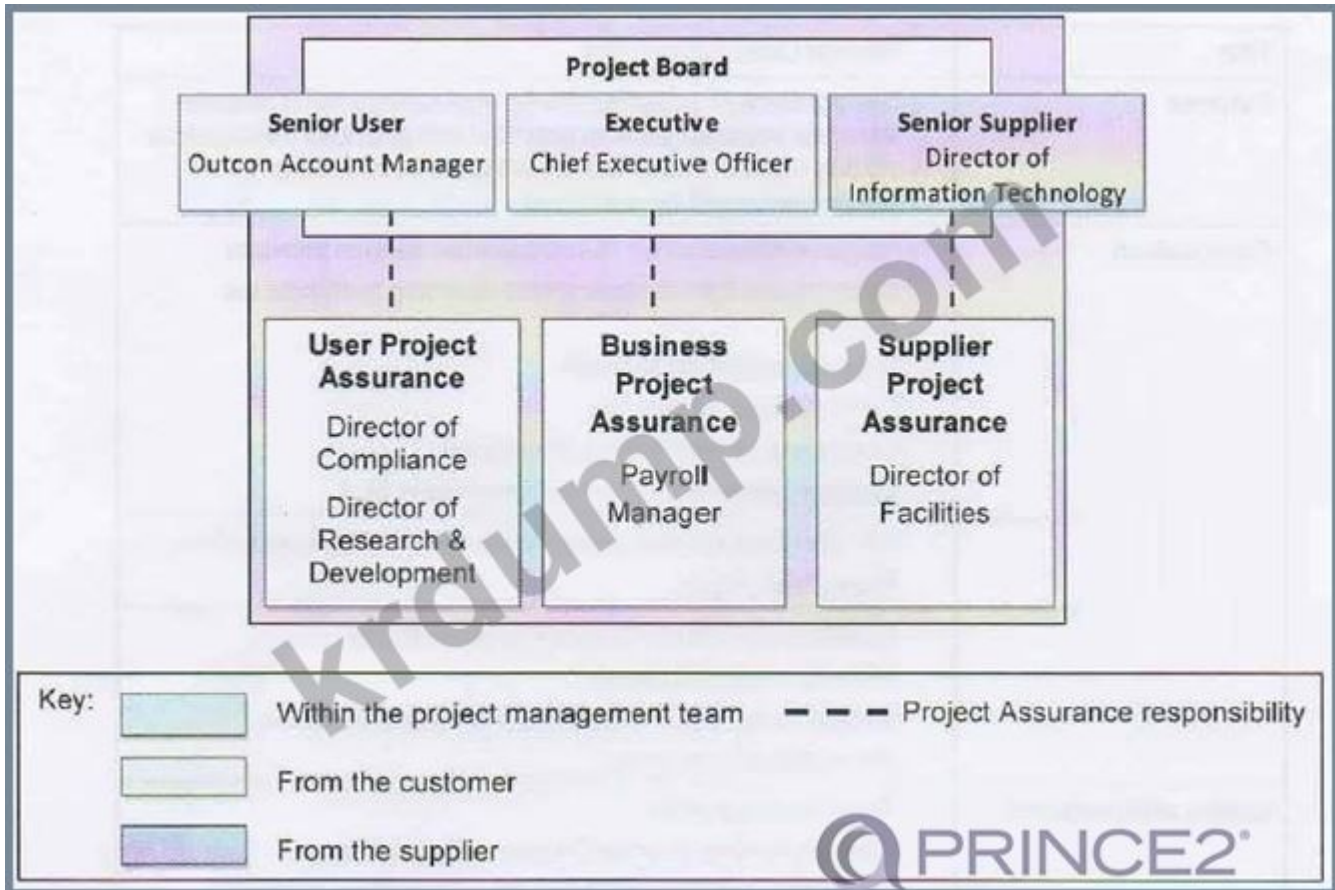 Project Board
Senior User
Outcon Account Manager
Executive
Chief Executive Officer
Senior Supplier
Director of
Information Technology
User Project
Assurance
Director of
Compliance
Director of
Research &
Development
Business
Project
Assurance
Payroll
Manager
Supplier
Project
Assurance
Director of
Facilities
krdump.com
Key:
Within the project management team
Project Assurance responsibility
From the customer
From the supplier
PRINCE2®